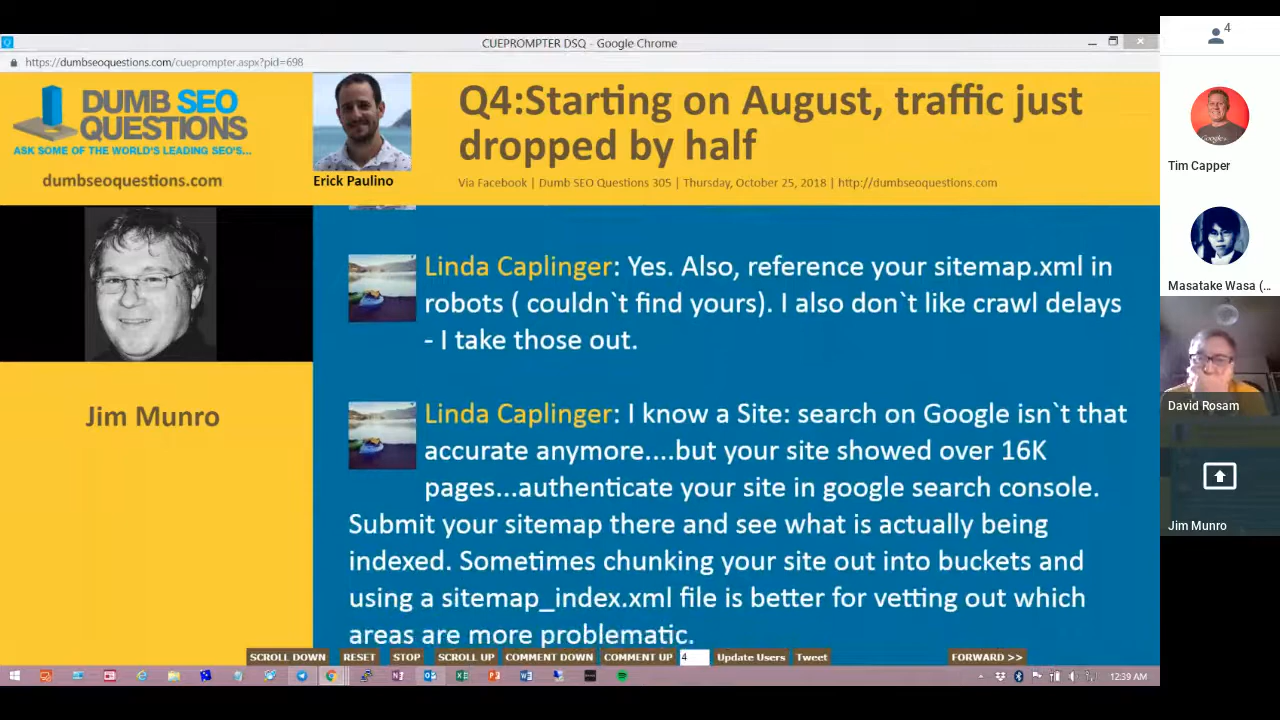 CUEPROMPTER DSQ - Google Chrome
https://dumbseoquestions.com/cueprompter.aspx?pid=698
DUMB SEO
QUESTIONS
ASK SOME OF THE WORLD'S LEADING SEO'S...
dumbseoquestions.com
Erick Paulino
Q4:Starting on August, traffic just
dropped by half
Via Facebook | Dumb SEO Questions 305 | Thursday, October 25, 2018 | http://dumbseoquestions.com
Jim Munro
Linda Caplinger: Yes. Also, reference your sitemap.xml in
robots ( couldn`t find yours). I also don`t like crawl delays
- I take those out.
Linda Caplinger: I know a Site: search on Google isn`t that
accurate anymore....but your site showed over 16K
pages...authenticate your site in google search console.
Submit your sitemap there and see what is actually being
indexed. Sometimes chunking your site out into buckets and
using a sitemap_index.xml file is better for vetting out which
areas are more problematic.
SCROLL DOWN RESET STOP SCROLL UP COMMENT DOWN COMMENT UP 4 Update Users Tweet FORWARD >>
12:39 AM
4
Google
Tim Capper
Masatake Wasa (...
David Rosam
Jim Munro